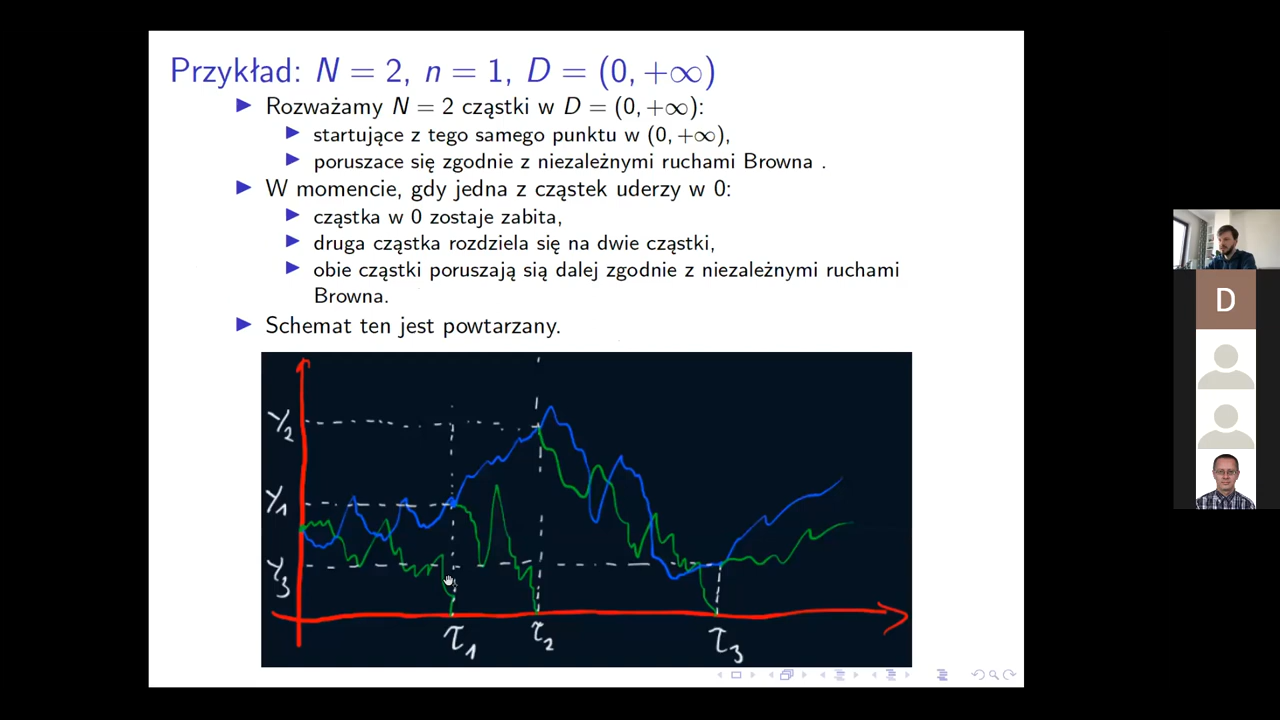 Przykład: N = 2, n = 1, D = (0, +∞)
Rozważamy N = 2 cząstki w D = (0, +∞):
startujące z tego samego punktu w (0, +∞),
poruszace się zgodnie z niezależnymi ruchami Browna .
W momencie, gdy jedna z cząstek uderzy w 0:
cząstka w 0 zostaje zabita,
druga cząstka rozdziela się na dwie cząstki,
obie cząstki poruszają sią dalej zgodnie z niezależnymi ruchami
Browna.
Schemat ten jest powtarzany.
Y2
Y1
Y3
τ1 τ2 τ3
D